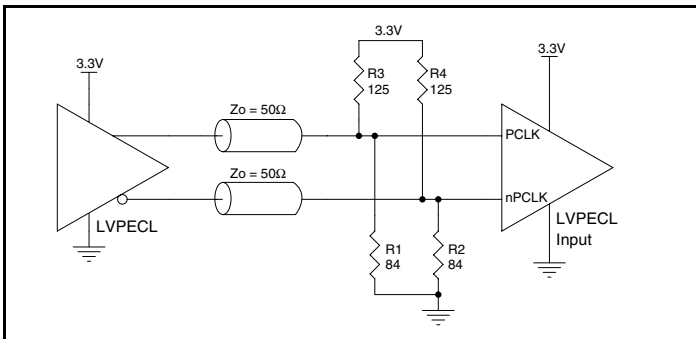 3.3V
3.3V
3.3V
R3
125
R4
125
Zo = 50Ω
PCLK
Zo = 50Ω
nPCLK
LVPECL
LVPECL
Input
R1
84
R2
84